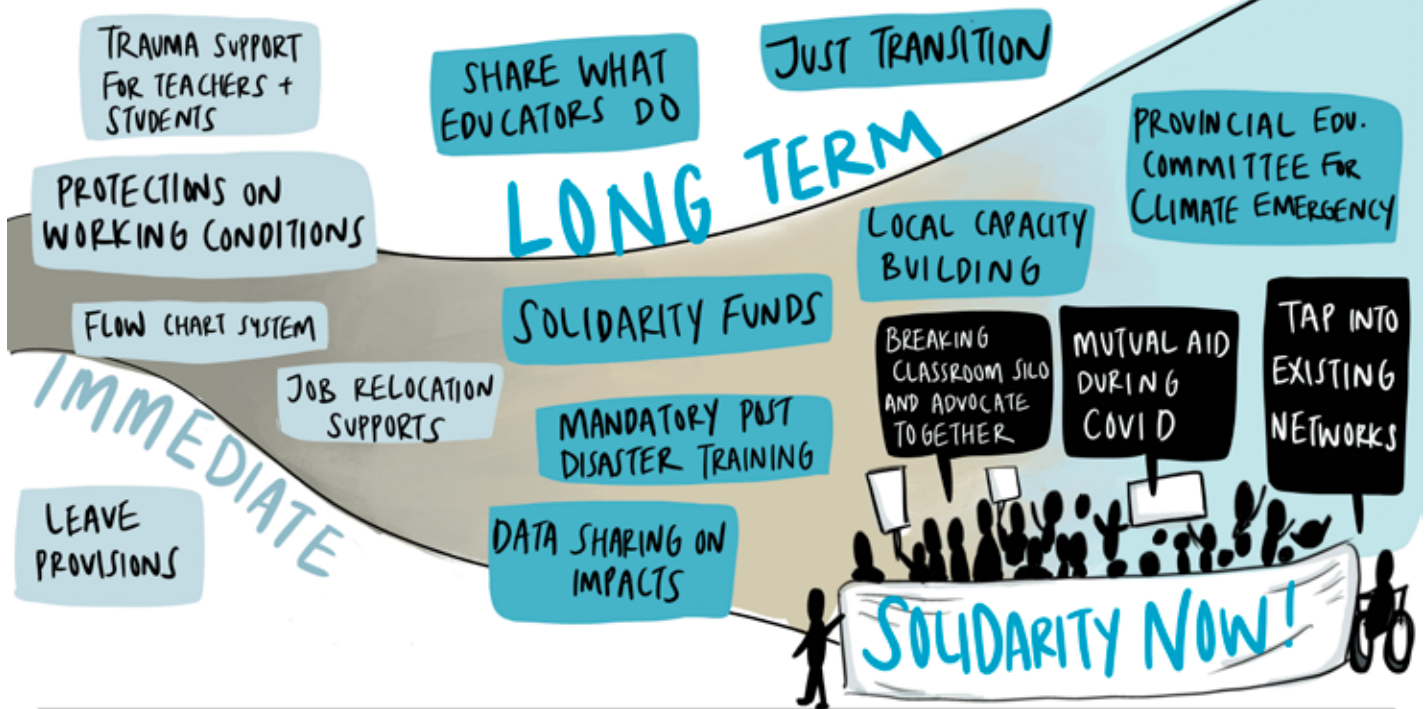 TRAUMA SUPPORT
FOR TEACHERS +
STUDENTS
PROTECTIONS ON
WORKING CONDITIONS
FLOW CHART SYSTEM
JOB RELOCATION
SUPPORTS
IMMEDIATE
LEAVE
PROVISIONS
SHARE WHAT
EDUCATORS DO
JUST TRANSITION
LONG TERM
SOLIDARITY FUNDS
MANDATORY POST
DISASTER TRAINING
DATA SHARING ON
IMPACTS
LOCAL CAPACITY
BUILDING
PROVINCIAL EDU.
COMMITTEE FOR
CLIMATE EMERGENCY
BREAKING
CLASSROOM SILO
AND ADVOCATE
TOGETHER
MUTUAL AID
DURING
COVID
TAP INTO
EXISTING
NETWORKS
SOLIDARITY NOW!